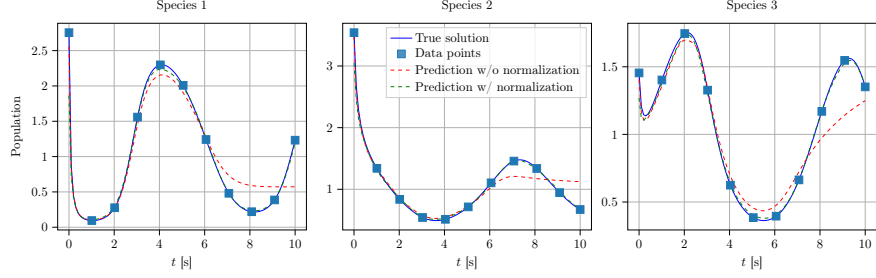 Species 1
Species 2
Species 3
Population
2.5
2
1.5
1
0.5
0
0
2
4
6
8
10
t [s]
3
2
1
0
2
4
6
8
10
t [s]
True solution
Data points
Prediction w/o normalization
Prediction w/ normalization
1.5
1
0.5
0
2
4
6
8
10
t [s]